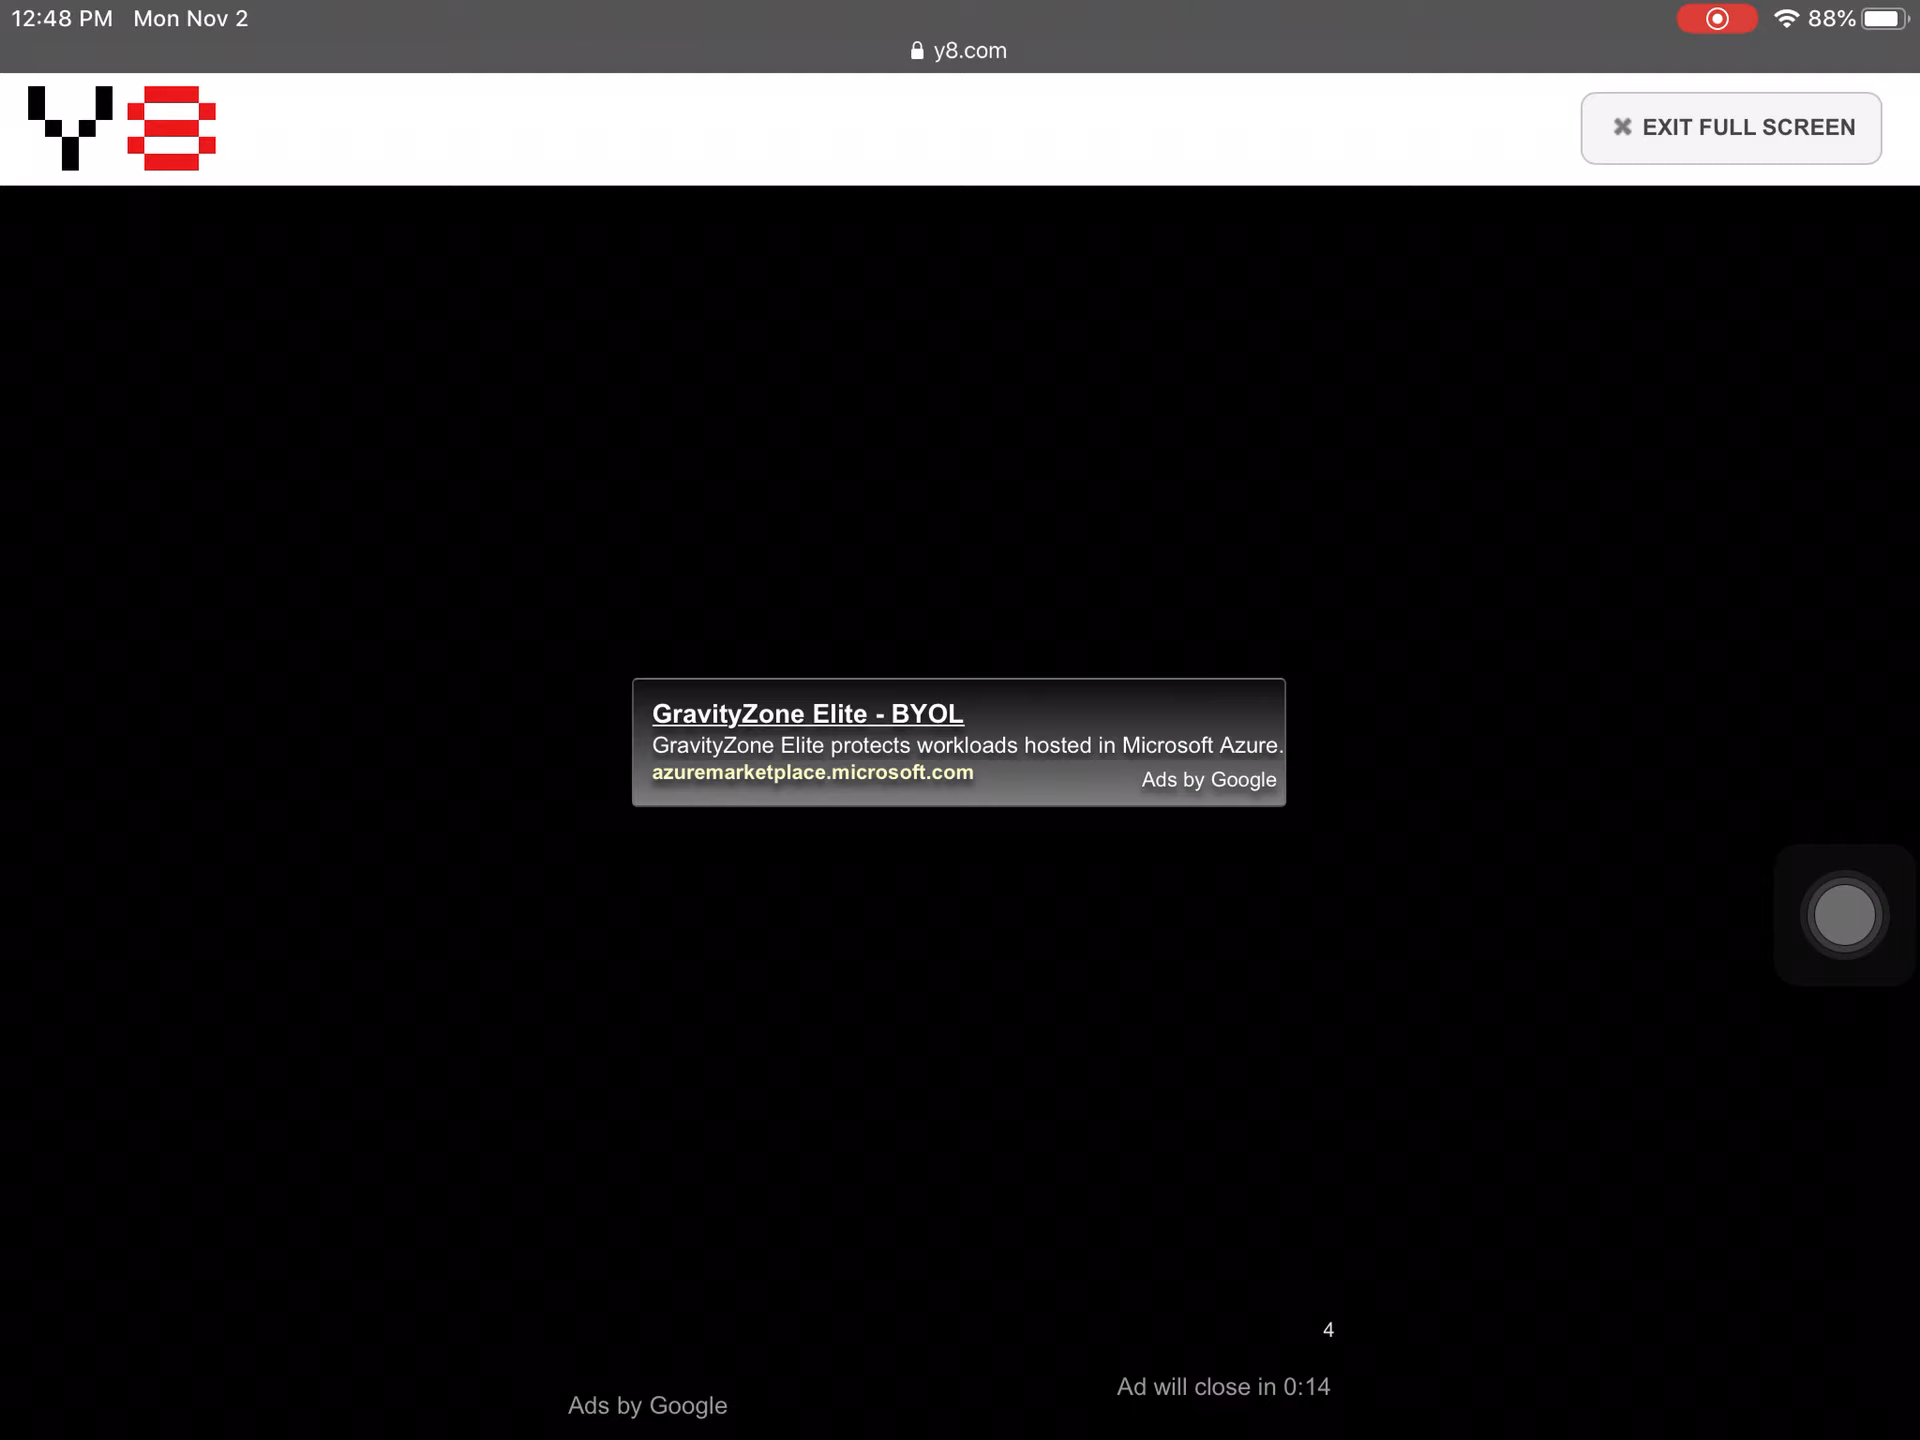 12:48 PM Mon Nov 2
88%
y8.com
Y8
EXIT FULL SCREEN
GravityZone Elite - BYOL
GravityZone Elite protects workloads hosted in Microsoft Azure.
azuremarketplace.microsoft.com
Ads by Google
4
Ad will close in 0:14
Ads by Google